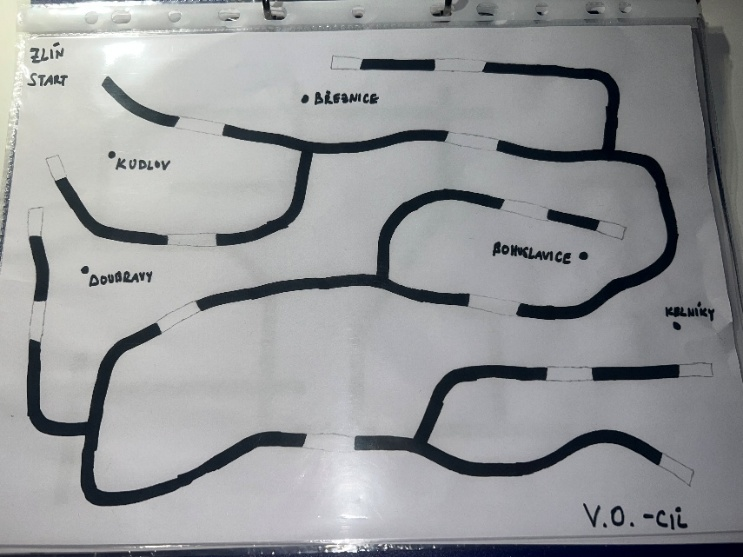 ZLÍN
START
BŘEZNICE
KUDLOV
BOHUSLAVICE
DOUBRAVY
KELNÍKY
V.O. -CÍL